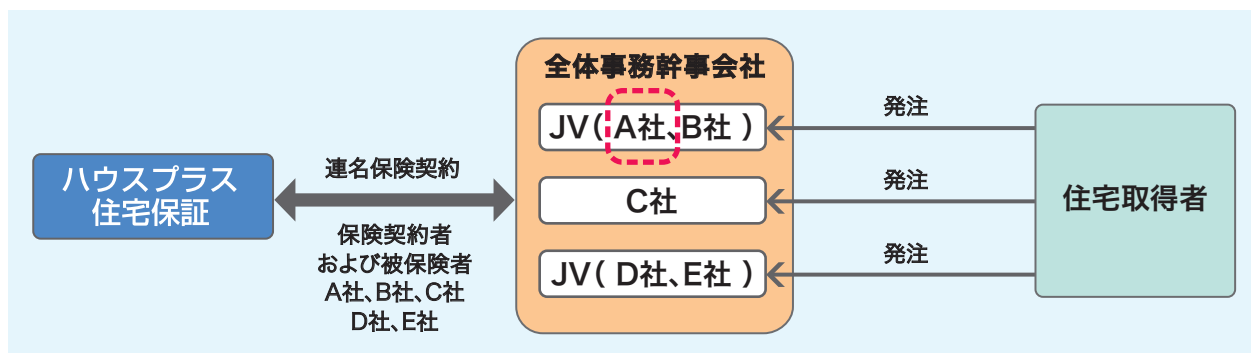 ハウスプラス
住宅保証
連名保険契約
保険契約者
および被保険者
A社、B社、C社
D社、E社
全体事務幹事会社
JV( A社、B社 )
C社
JV( D社、E社 )
発注
発注
発注
住宅取得者